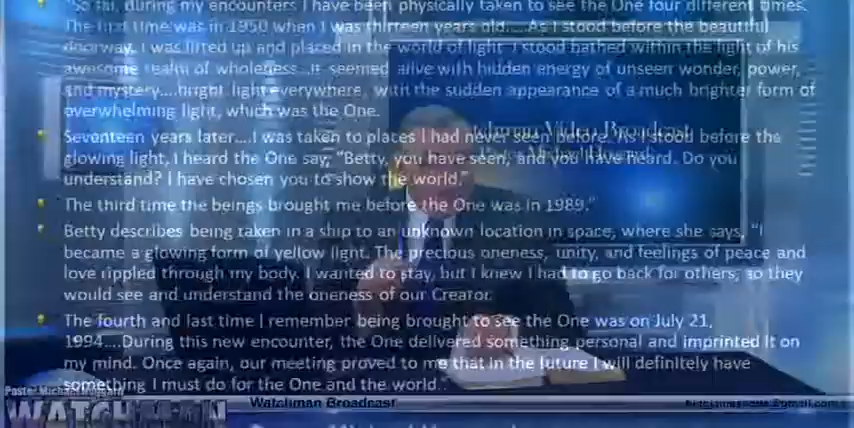 "So far, during my encounters I have been physically taken to see the One four different times.
The first time was in 1950 when I was thirteen years old....As I stood before the beautiful
doorway, I was lifted up and placed in the world of light. I stood bathed within the light of his
awesome realm of wholeness...It seemed alive with hidden energy of unseen wonder, power,
and mystery....bright light everywhere, with the sudden appearance of a much brighter form of
overwhelming light, which was the One.
Seventeen years later....I was taken to places I had never seen before. As I stood before the
glowing light, I heard the One say, "Betty, you have seen, and you have heard. Do you
understand? I have chosen you to show the world."
The third time the beings brought me before the One was in 1989."
Betty describes being taken in a ship to an unknown location in space, where she says, "I
became a glowing form of yellow light. The precious oneness, unity, and feelings of peace and
love rippled through my body. I wanted to stay, but I knew I had to go back for others, so they
would see and understand the oneness of our Creator.
The fourth and last time I remember being brought to see the One was on July 21,
1994....During this new encounter, the One delivered something personal and imprinted it on
my mind. Once again, our meeting proved to me that in the future I will definitely have
something I must do for the One and the world."
Watchman Video Broadcast
Pastor Michael Hoggard
WATCHMAN
Watchman Broadcast